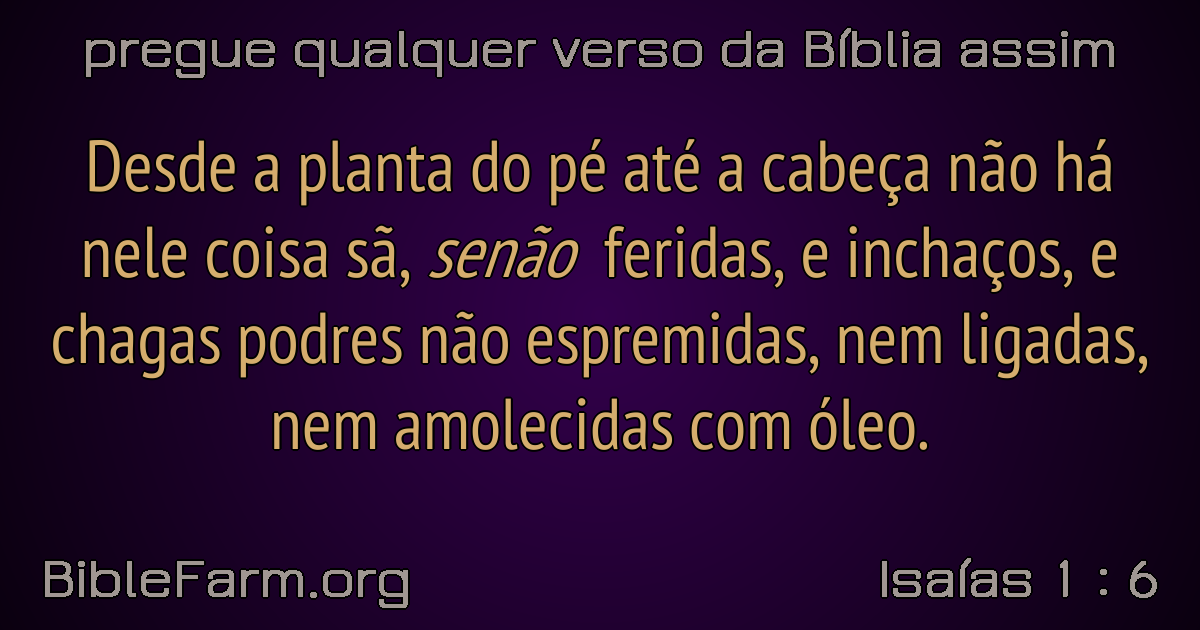 pregue qualquer verso da Bíblia assim
Desde a planta do pé até a cabeça não há
nele coisa sã, senão feridas, e inchaços, e
chagas podres não espremidas, nem ligadas,
nem amolecidas com óleo.
BibleFarm.org
Isaías 1 : 6